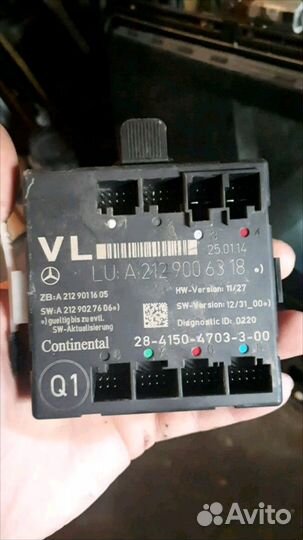 VL
25.01.14
LU: A 212 900 63 18 *)
ZB: A 212 901 16 05
HW-Version: 11/27
SW: A 212 902 76 06 *)
SW-Version: 12/31_00 *)
*) gueltig bis zu evtl.
SW-Aktualisierung
Diagnostic ID: 0220
Continental
28-4150-4703-3-00
Q1
Avito